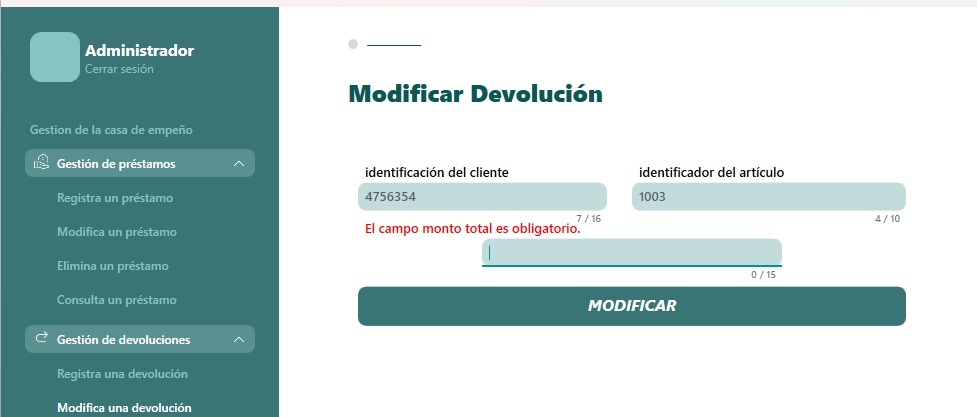 Administrador
Cerrar sesión
Gestion de la casa de empeño
Gestión de préstamos
Registra un préstamo
Modifica un préstamo
Elimina un préstamo
Consulta un préstamo
Gestión de devoluciones
Registra una devolución
Modifica una devolución
Modificar Devolución
identificación del cliente
4756354
7 / 16
identificador del artículo
1003
4 / 10
El campo monto total es obligatorio.
0 / 15
MODIFICAR